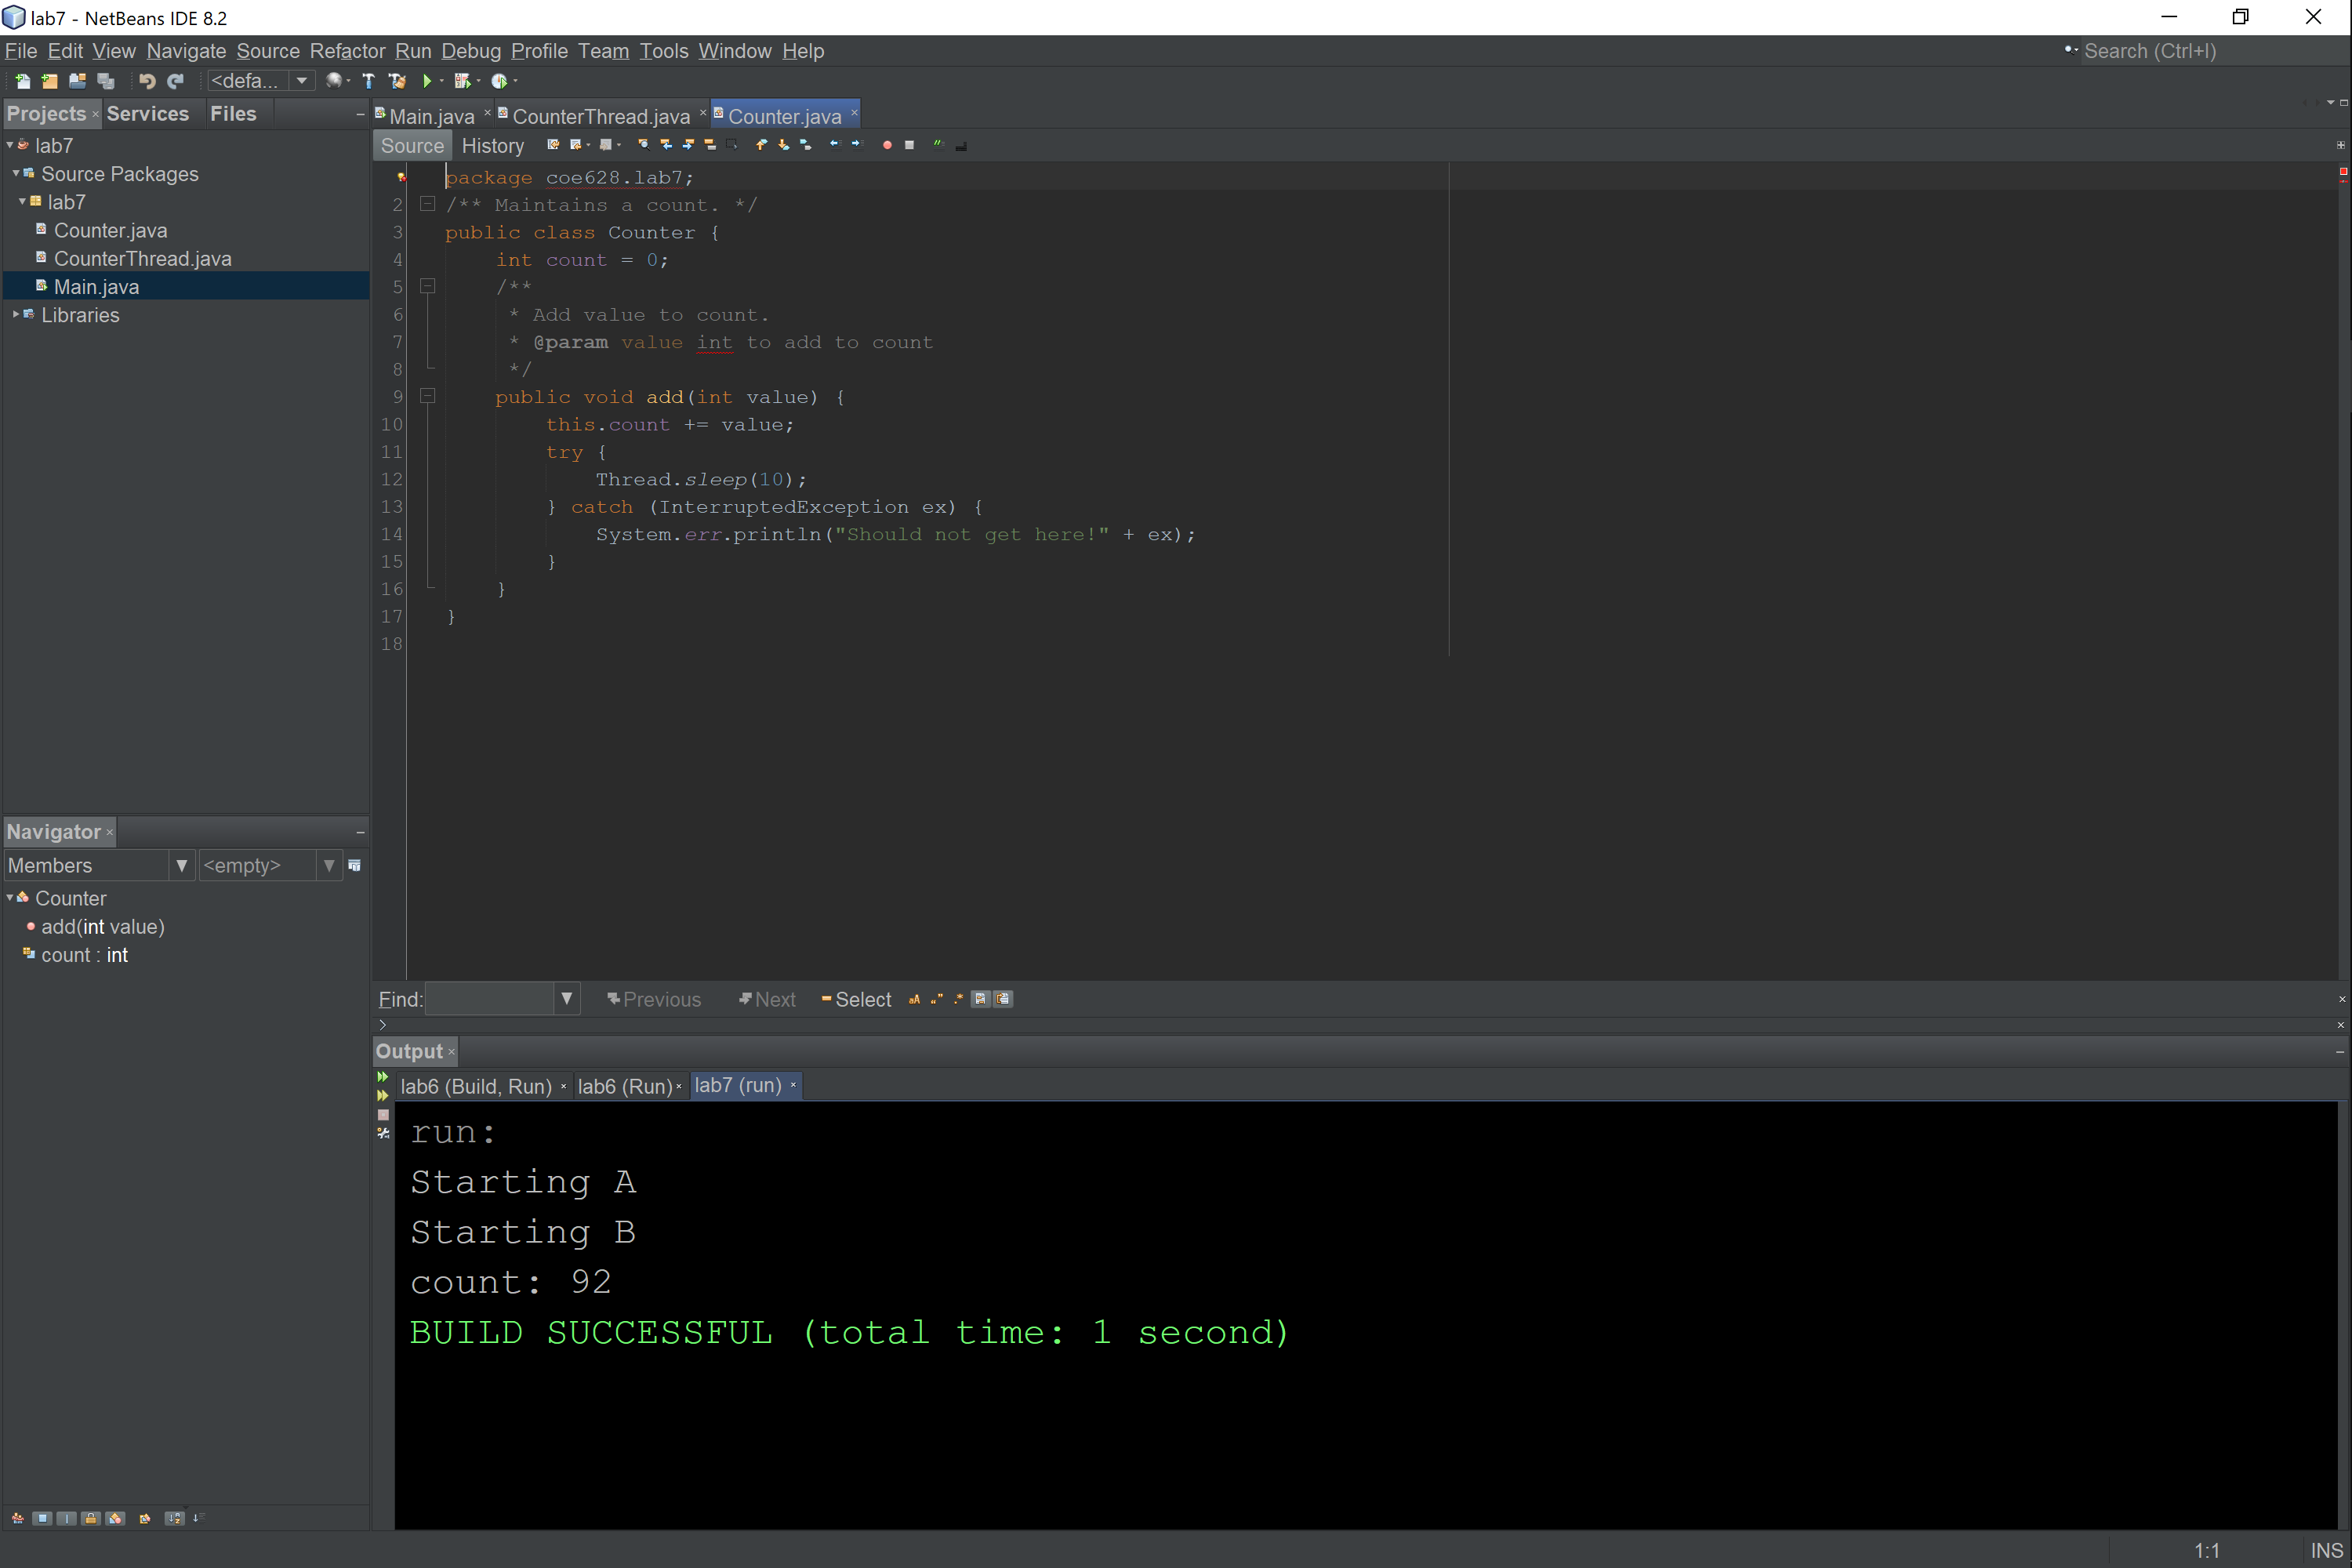 lab7 - NetBeans IDE 8.2
File Edit View Navigate Source Refactor Run Debug Profile Team Tools Window Help
Search (Ctrl+I)
<defa...
Projects Services Files
lab7
Source Packages
lab7
Counter.java
CounterThread.java
Main.java
Libraries
Main.java CounterThread.java Counter.java
Source History
package coe628.lab7;
2 /** Maintains a count. */
3 public class Counter {
4 int count = 0;
5 /**
6 * Add value to count.
7 * @param value int to add to count
8 */
9 public void add(int value) {
10 this.count += value;
11 try {
12 Thread.sleep(10);
13 } catch (InterruptedException ex) {
14 System.err.println("Should not get here!" + ex);
15 }
16 }
17 }
18
Navigator
Members <empty>
Counter
add(int value)
count : int
Find: Previous Next Select
Output
lab6 (Build, Run) lab6 (Run) lab7 (run)
run:
Starting A
Starting B
count: 92
BUILD SUCCESSFUL (total time: 1 second)
1:1 INS